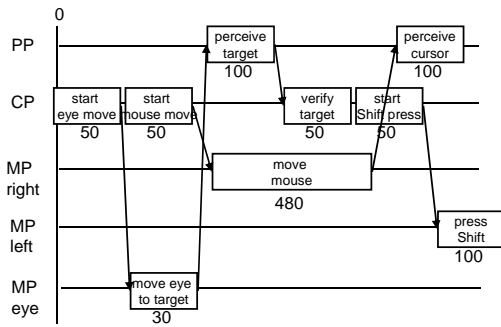 0
PP
perceive
target
100
perceive
cursor
100
CP
start
eye move
50
start
mouse move
50
verify
target
50
start
Shift press
50
MP
right
move
mouse
480
MP
left
press
Shift
100
MP
eye
move eye
to target
30